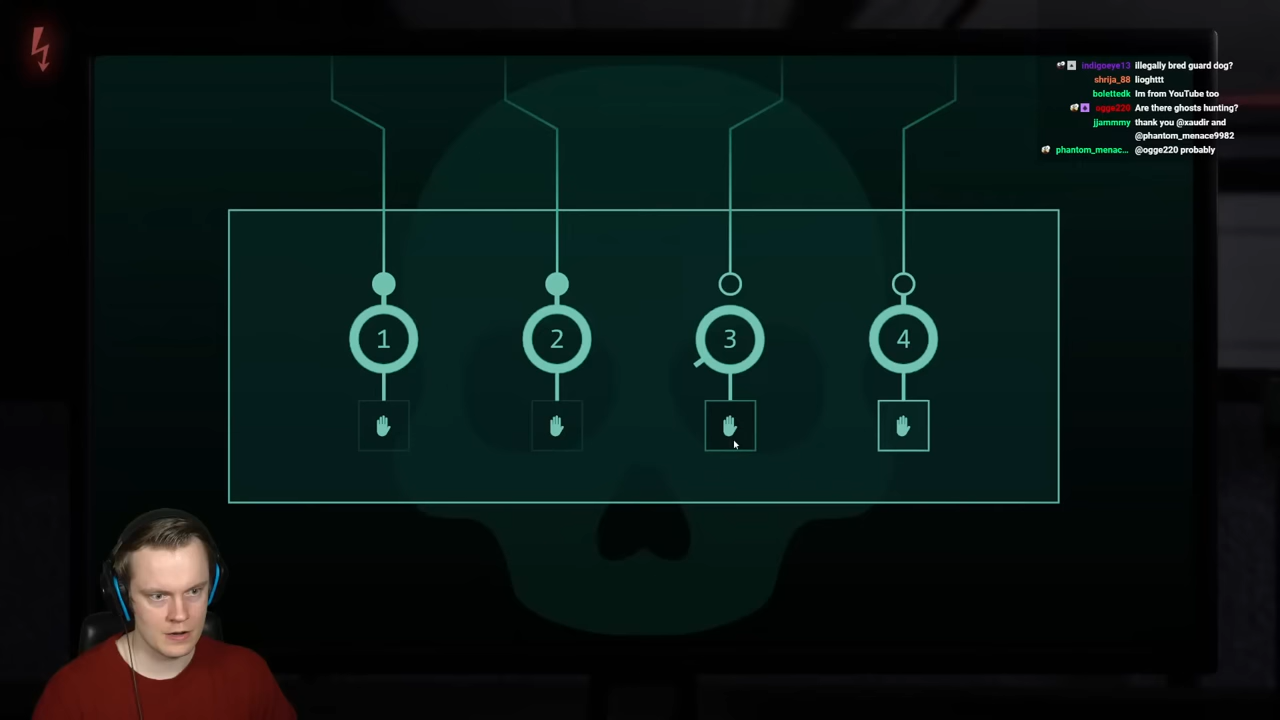 indigoeye13 illegally bred guard dog?
shrija_88 lioghttt
bolettedk Im from YouTube too
ogge220 Are there ghosts hunting?
jjammmy thank you @xaudir and
@phantom_menace9982
phantom_menac... @ogge220 probably
1 2 3 4